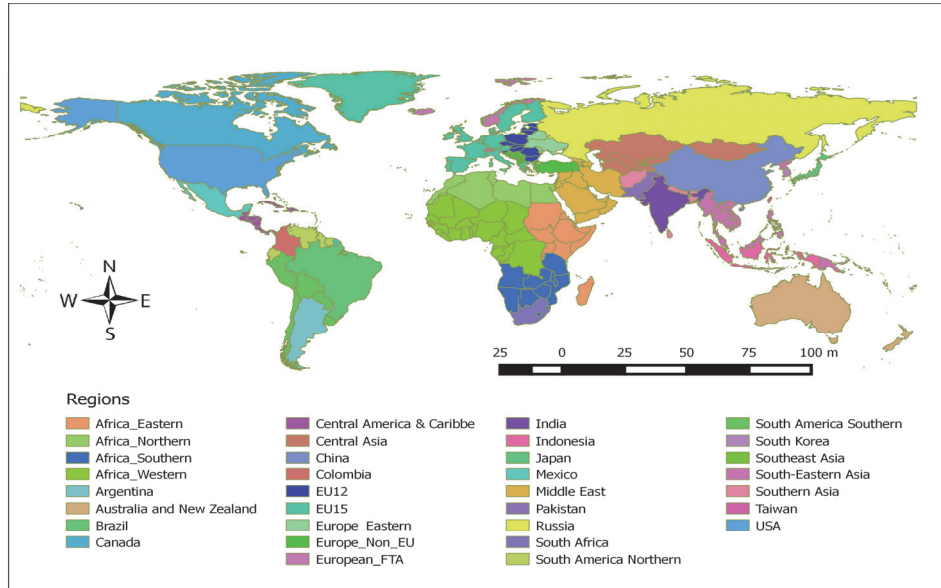 N
W E
S
25 0 25 50 75 100 m
Regions
Africa_Eastern
Africa_Northern
Africa_Southern
Africa_Western
Argentina
Australia and New Zealand
Brazil
Canada
Central America & Caribbe
Central Asia
China
Colombia
EU12
EU15
Europe_Eastern
Europe_Non_EU
European_FTA
India
Indonesia
Japan
Mexico
Middle East
Pakistan
Russia
South Africa
South America Northern
South America Southern
South Korea
Southeast Asia
South-Eastern Asia
Southern Asia
Taiwan
USA